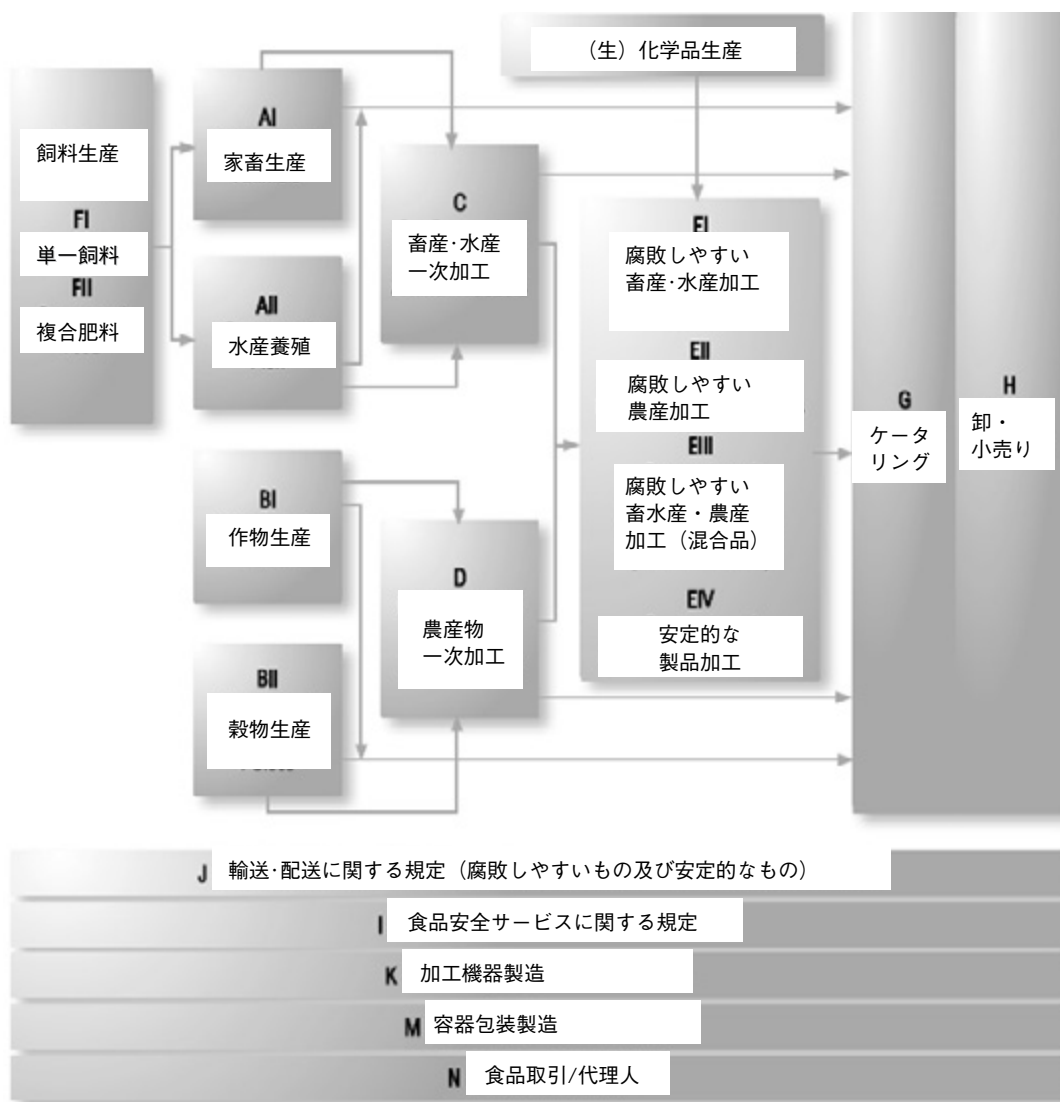 （生）化学品生産
飼料生産
FI
単一飼料
FII
複合肥料
AI
家畜生産
AII
水産養殖
BI
作物生産
BII
穀物生産
C
畜産･水産
一次加工
D
農産物
一次加工
EI
腐敗しやすい
畜産･水産加工
EII
腐敗しやすい
農産加工
EIII
腐敗しやすい
畜水産・農産
加工（混合品）
EIV
安定的な
製品加工
G
ケータ
リング
H
卸・
小売り
J 輸送･配送に関する規定（腐敗しやすいもの及び安定的なもの）
I 食品安全サービスに関する規定
K 加工機器製造
M 容器包装製造
N 食品取引/代理人